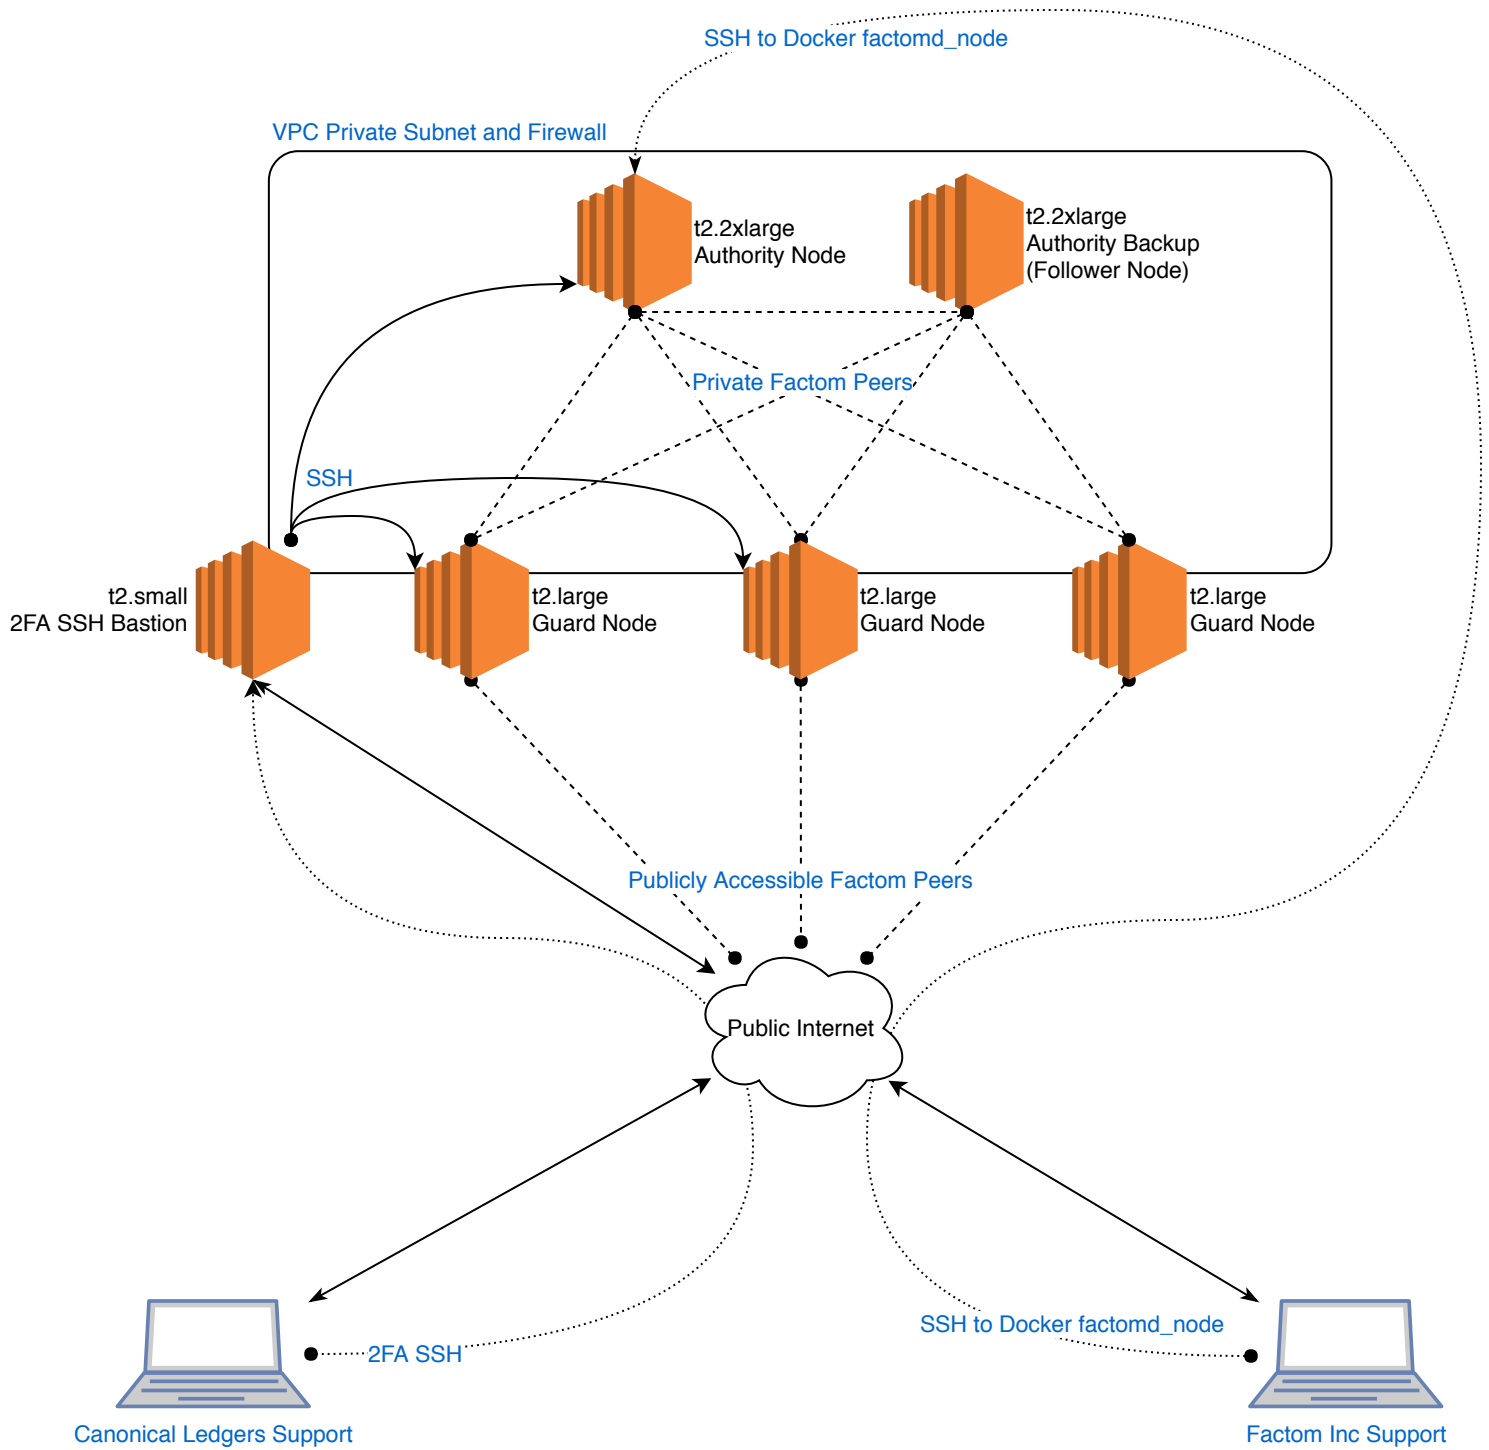 SSH to Docker factomd_node
VPC Private Subnet and Firewall
t2.2xlarge
Authority Node
t2.2xlarge
Authority Backup
(Follower Node)
Private Factom Peers
SSH
t2.small
2FA SSH Bastion
t2.large
Guard Node
t2.large
Guard Node
t2.large
Guard Node
Publicly Accessible Factom Peers
Public Internet
SSH to Docker factomd_node
2FA SSH
Canonical Ledgers Support
Factom Inc Support